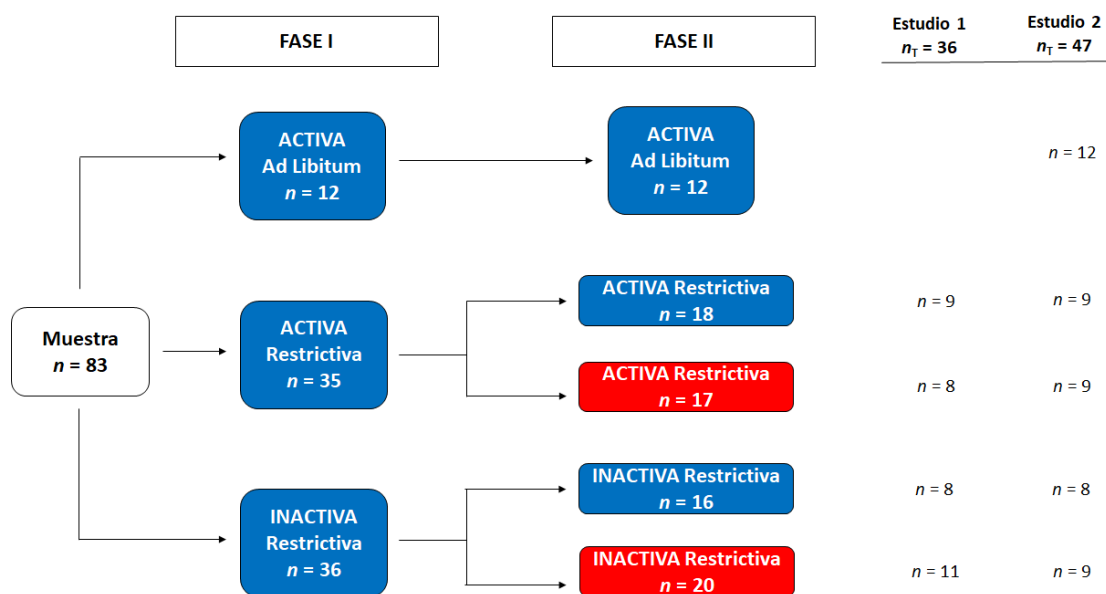 FASE I
FASE II
Estudio 1
nT = 36
Estudio 2
nT = 47
ACTIVA
Ad Libitum
n = 12
ACTIVA
Ad Libitum
n = 12
n = 12
Muestra
n = 83
ACTIVA
Restrictiva
n = 35
ACTIVA Restrictiva
n = 18
n = 9
n = 9
ACTIVA Restrictiva
n = 17
n = 8
n = 9
INACTIVA
Restrictiva
n = 36
INACTIVA Restrictiva
n = 16
n = 8
n = 8
INACTIVA Restrictiva
n = 20
n = 11
n = 9